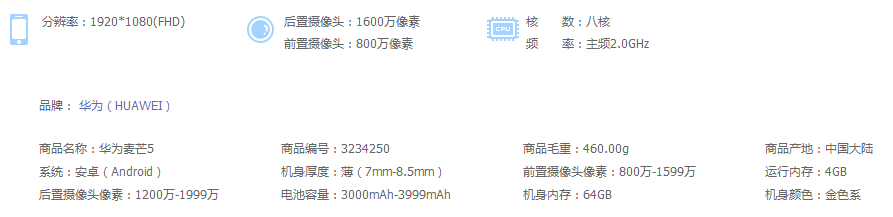 分辨率：1920*1080(FHD)
后置摄像头：1600万像素
前置摄像头：800万像素
CPU
核 数：八核
频 率：主频2.0GHz
品牌： 华为（HUAWEI）
商品名称：华为麦芒5 商品编号：3234250 商品毛重：460.00g 商品产地：中国大陆
系统：安卓（Android） 机身厚度：薄（7mm-8.5mm） 前置摄像头像素：800万-1599万 运行内存：4GB
后置摄像头像素：1200万-1999万 电池容量：3000mAh-3999mAh 机身内存：64GB 机身颜色：金色系